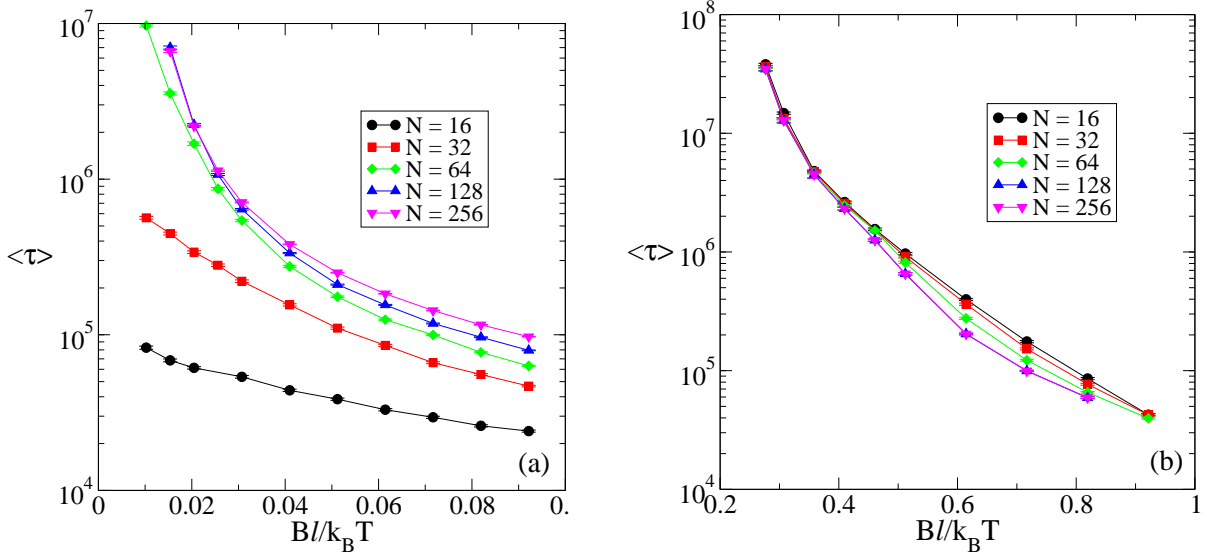 10^7
10^6
10^5
10^4
<τ>
N = 16
N = 32
N = 64
N = 128
N = 256
(a)
0 0.02 0.04 0.06 0.08 0.
Bl/k_BT
10^8
10^7
10^6
10^5
10^4
<τ>
N = 16
N = 32
N = 64
N = 128
N = 256
(b)
0.2 0.4 0.6 0.8 1
Bl/k_BT